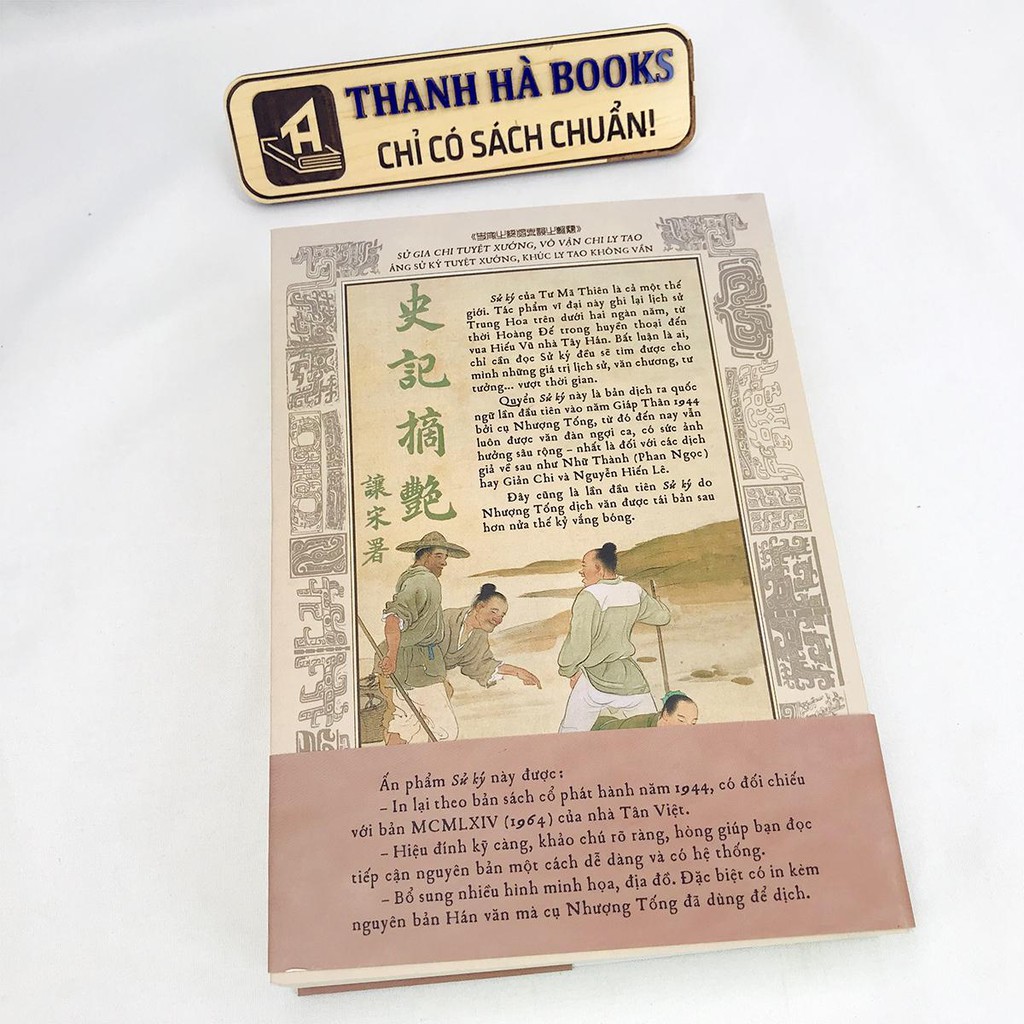 THANH HÀ BOOKS
CHỈ CÓ SÁCH CHUẨN!
SỬ GIA CHI TUYỆT XƯỚNG, VÔ VẬN CHI LY TAO
ÁNG SỬ KÝ TUYỆT XƯỚNG, KHÚC LY TAO KHÔNG VẦN
史記摘艷
讓宋署
Sử ký của Tư Mã Thiên là cả một thế
giới. Tác phẩm vĩ đại này ghi lại lịch sử
Trung Hoa trên dưới hai ngàn năm, từ
thời Hoàng Đế trong huyền thoại đến
vua Hiếu Vũ nhà Tây Hán. Bất luận là ai,
chỉ cần đọc Sử ký đều sẽ tìm được cho
mình những giá trị lịch sử, văn chương, tư
tưởng... vượt thời gian.
Quyển Sử ký này là bản dịch ra quốc
ngữ lần đầu tiên vào năm Giáp Thân 1944
bởi cụ Nhượng Tống, từ đó đến nay vẫn
luôn được văn đàn ngợi ca, có sức ảnh
hưởng sâu rộng – nhất là đối với các dịch
giả về sau như Nhữ Thành (Phan Ngọc)
hay Giản Chi và Nguyễn Hiến Lê.
Đây cũng là lần đầu tiên Sử ký do
Nhượng Tống dịch văn được tái bản sau
hơn nửa thế kỷ vắng bóng.
Ấn phẩm Sử ký này được:
– In lại theo bản sách cổ phát hành năm 1944, có đối chiếu
với bản MCMLXIV (1964) của nhà Tân Việt.
– Hiệu đính kỹ càng, khảo chú rõ ràng, hòng giúp bạn đọc
tiếp cận nguyên bản một cách dễ dàng và có hệ thống.
– Bổ sung nhiều hình minh họa, địa đồ. Đặc biệt có in kèm
nguyên bản Hán văn mà cụ Nhượng Tống đã dùng để dịch.